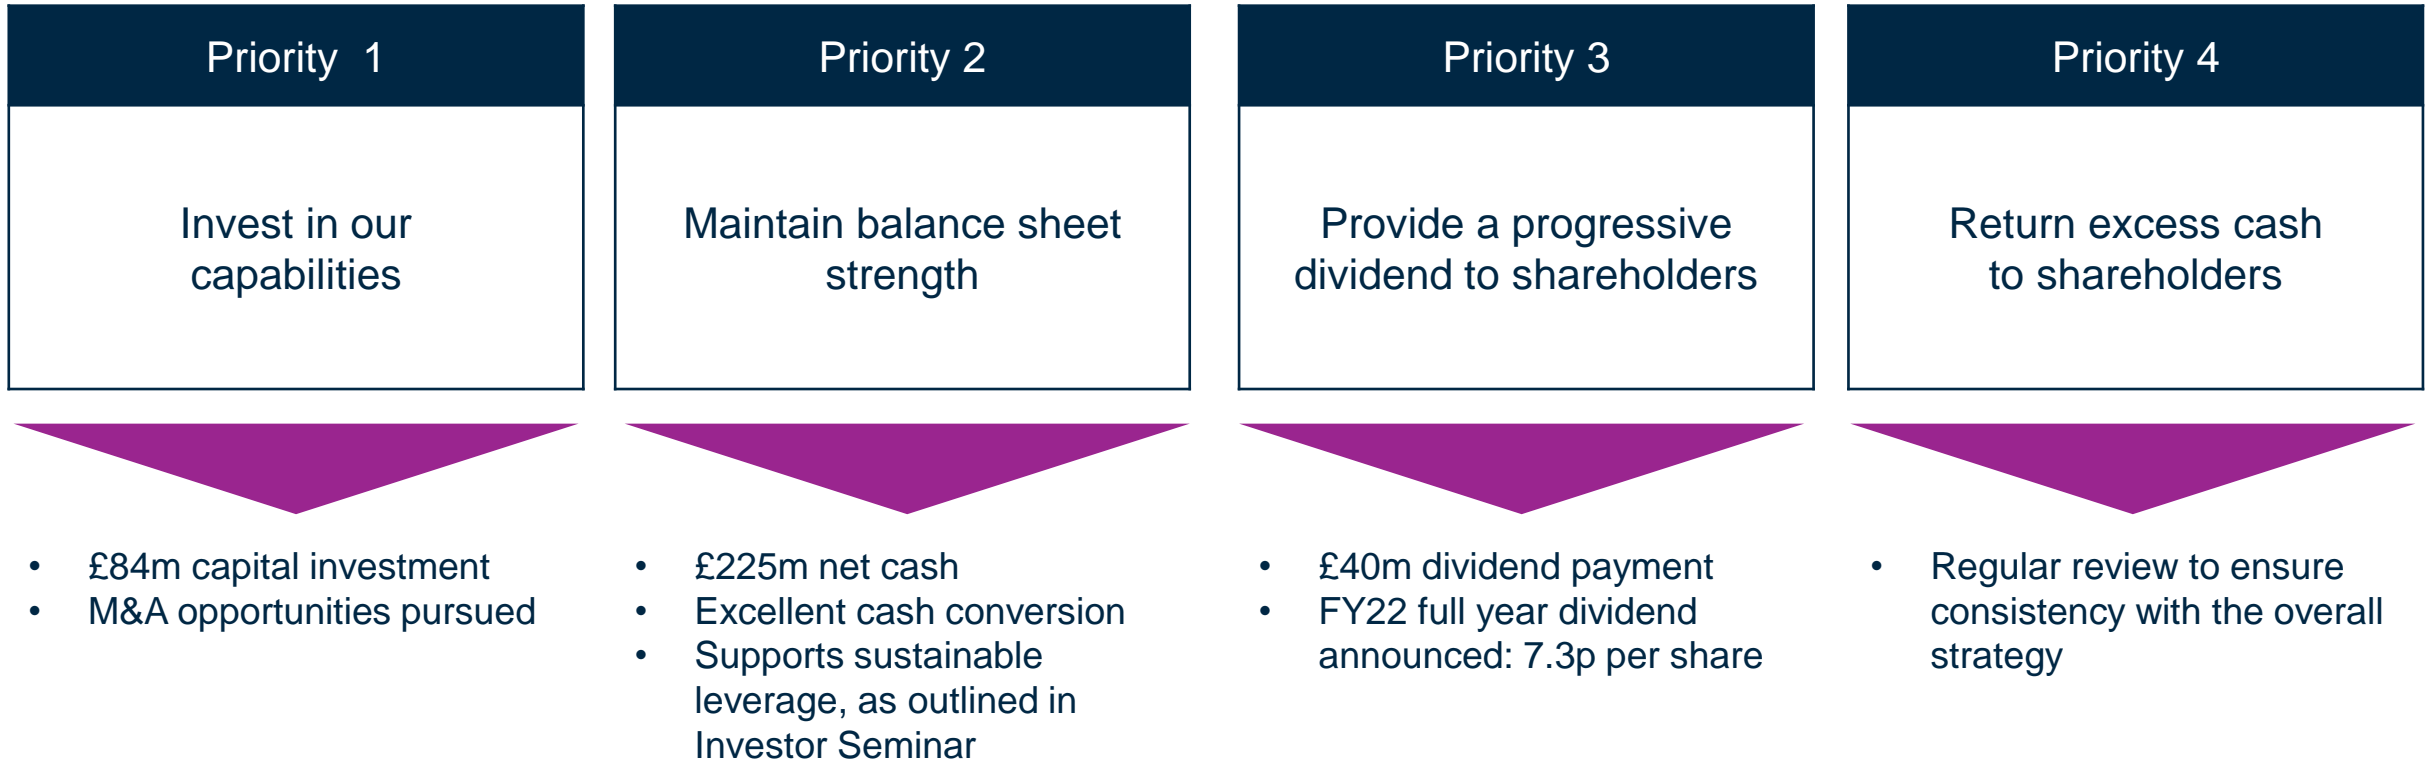 Priority 1
Invest in our
capabilities
• £84m capital investment
• M&A opportunities pursued
Priority 2
Maintain balance sheet
strength
• £225m net cash
• Excellent cash conversion
• Supports sustainable
leverage, as outlined in
Investor Seminar
Priority 3
Provide a progressive
dividend to shareholders
• £40m dividend payment
• FY22 full year dividend
announced: 7.3p per share
Priority 4
Return excess cash
to shareholders
• Regular review to ensure
consistency with the overall
strategy